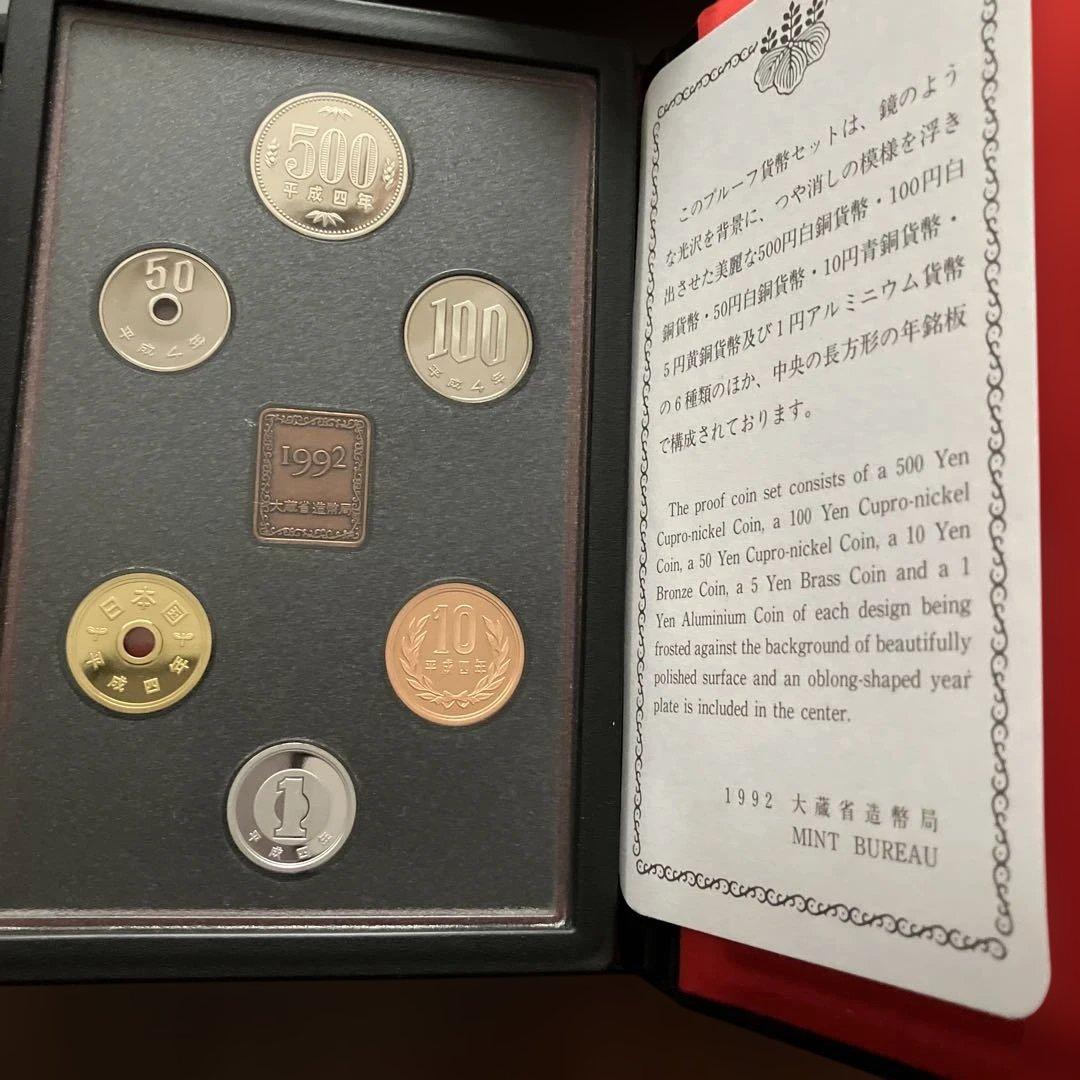 500
平成四年
50
平成4年
100
平成4年
1992
大蔵省造幣局
日本国
平成四年
10
平成四年
1
平成四年
このプルーフ貨幣セットは、鏡のよう
な光沢を背景に、つや消しの模様を浮き
出させた美麗な500円白銅貨幣・100円白
銅貨幣・50円白銅貨幣・10円青銅貨幣・
5円黄銅貨幣及び1円アルミニウム貨幣
の6種類のほか、中央の長方形の年銘板
で構成されております。
The proof coin set consists of a 500 Yen
Cupro-nickel Coin, a 100 Yen Cupro-nickel
Coin, a 50 Yen Cupro-nickel Coin, a 10 Yen
Bronze Coin, a 5 Yen Brass Coin and a 1
Yen Aluminium Coin of each design being
frosted against the background of beautifully
polished surface and an oblong-shaped year
plate is included in the center.
1992 大蔵省造幣局
MINT BUREAU